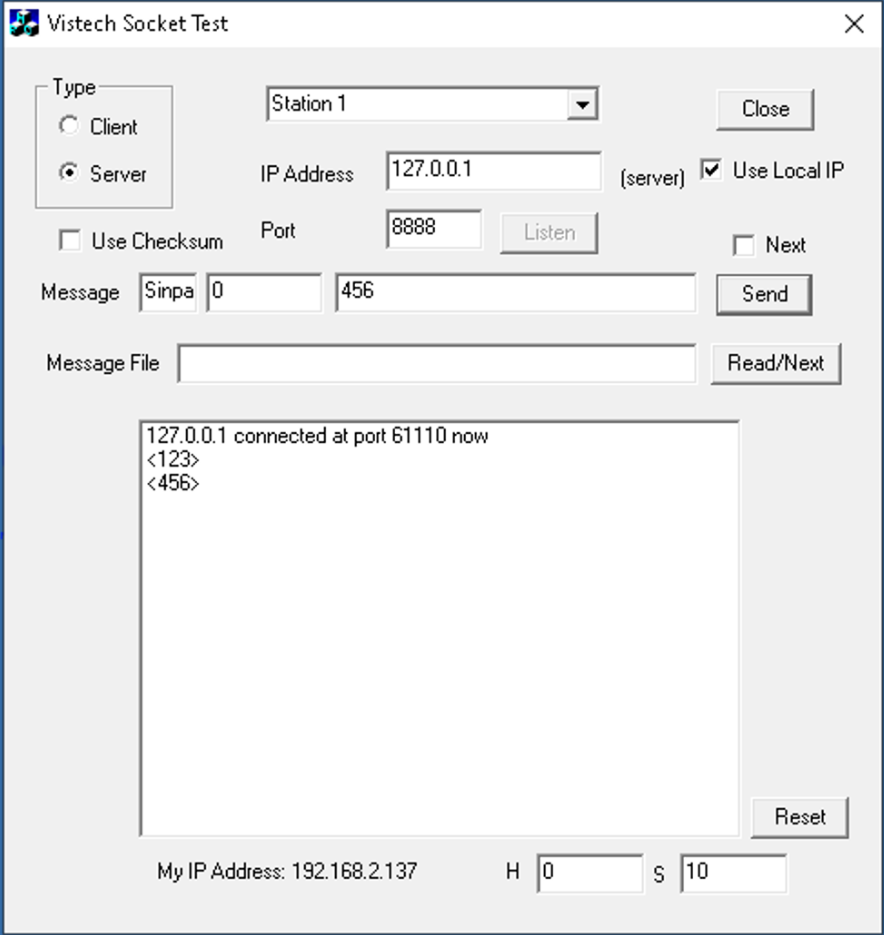 Vistech Socket Test
Type
Client
Server
Station 1
Close
IP Address 127.0.0.1 (server) Use Local IP
Use Checksum
Port 8888 Listen
Next
Message Sinpa 0 456 Send
Message File Read/Next
127.0.0.1 connected at port 61110 now
<123>
<456>
Reset
My IP Address: 192.168.2.137 H 0 S 10